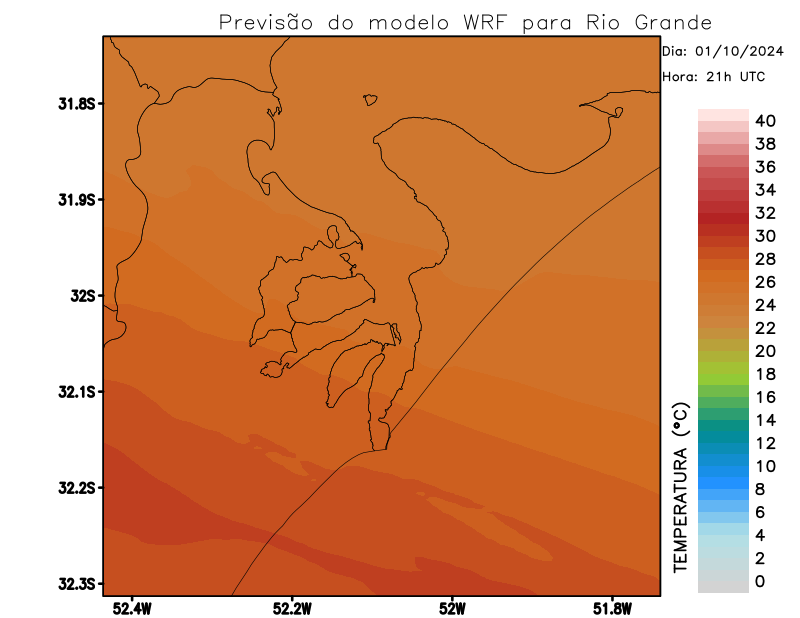 Previsão do modelo WRF para Rio Grande
Dia: 01/10/2024
Hora: 21h UTC
31.8S
31.9S
32S
32.1S
32.2S
32.3S
52.4W
52.2W
52W
51.8W
TEMPERATURA (°C)
40
38
36
34
32
30
28
26
24
22
20
18
16
14
12
10
8
6
4
2
0